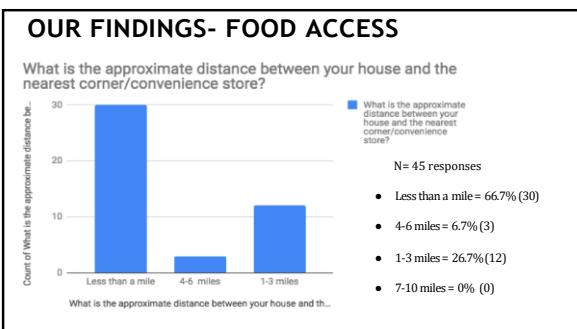 OUR FINDINGS- FOOD ACCESS
What is the approximate distance between your house and the
nearest corner/convenience store?
Count of What is the approximate distance be...
30
20
10
0
Less than a mile
4-6 miles
1-3 miles
What is the approximate distance between your house and th...
What is the approximate
distance between your
house and the nearest
corner/convenience
store?
N= 45 responses
● Less than a mile = 66.7% (30)
● 4-6 miles = 6.7% (3)
● 1-3 miles = 26.7% (12)
● 7-10 miles = 0% (0)